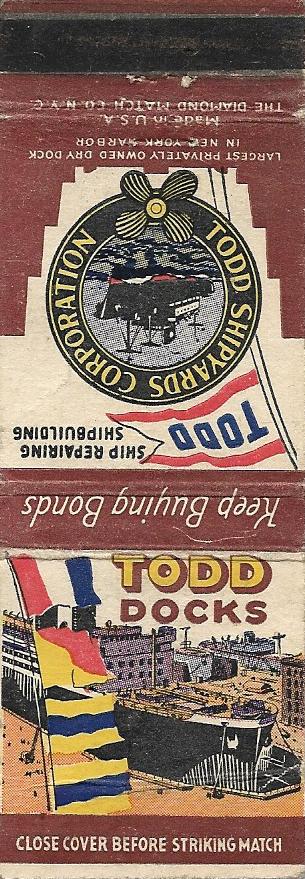 THE DIAMOND MATCH CO. N.Y.C.
Made in U.S.A.
LARGEST PRIVATELY OWNED DRY DOCK
IN NEW YORK HARBOR
TODD SHIPYARDS CORPORATION
TODD
SHIP REPAIRING
SHIPBUILDING
Keep Buying Bonds
TODD
DOCKS
CLOSE COVER BEFORE STRIKING MATCH